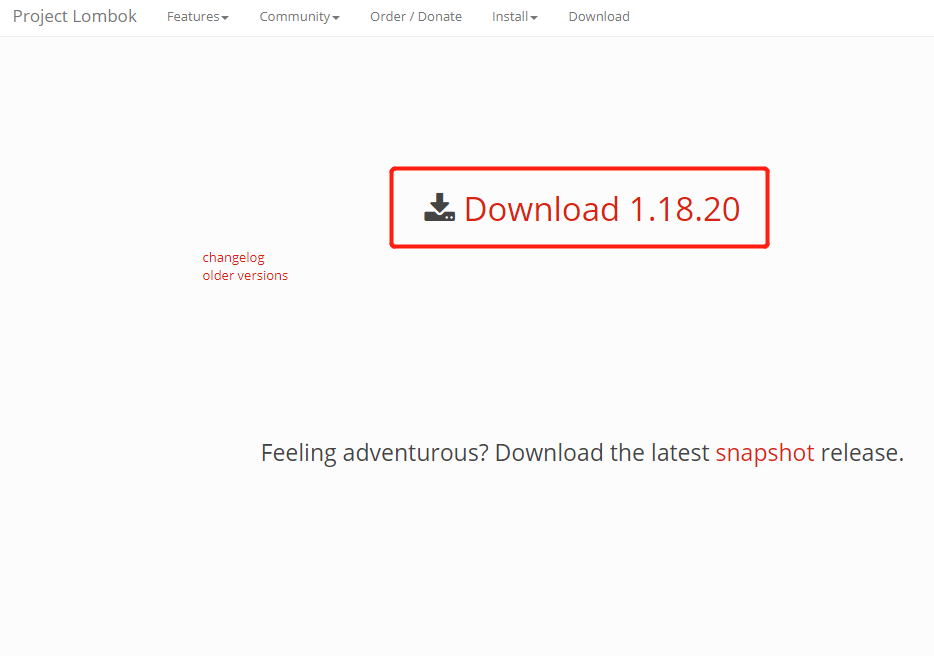 Project Lombok Features Community Order / Donate Install Download
Download 1.18.20
changelog
older versions
Feeling adventurous? Download the latest snapshot release.